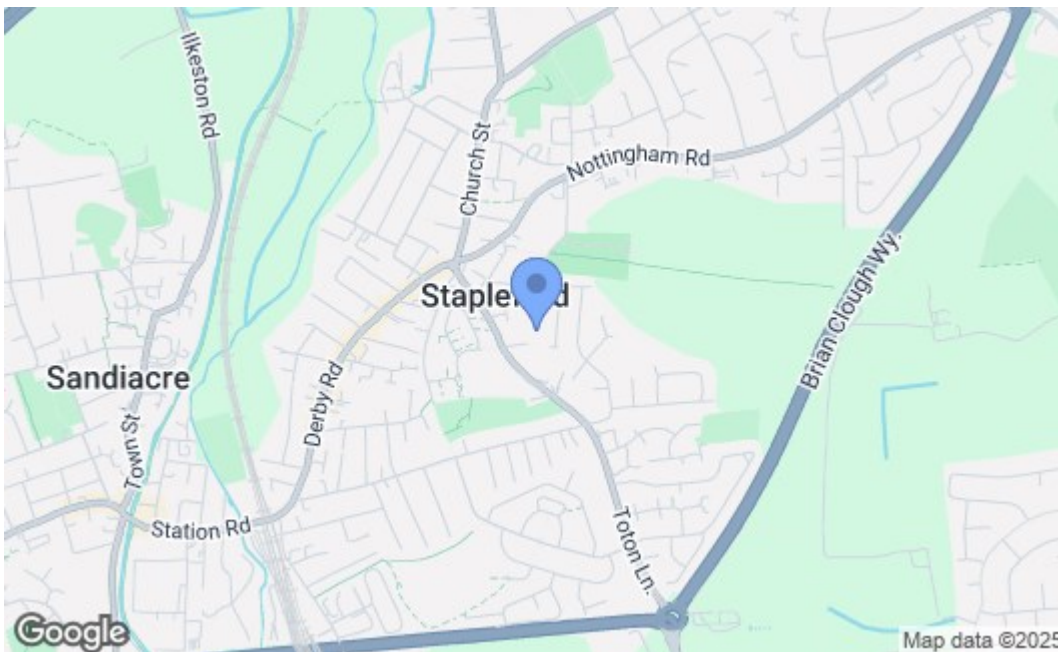 Ilkeston Rd
Church St
Nottingham Rd
Brian Clough Wy.
Sandiacre
Derby Rd
Town St
Station Rd
Toton Ln.
Google
Map data ©2025